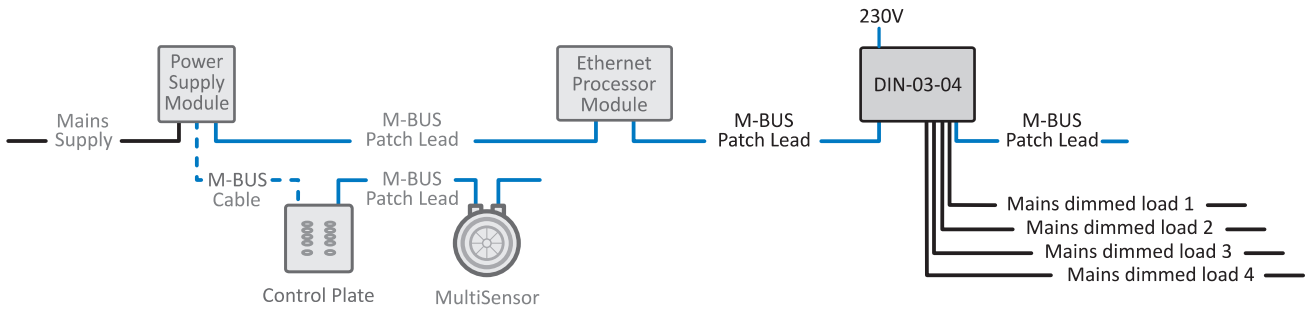 230V
Power
Supply
Module
Ethernet
Processor
Module
DIN-03-04
Mains
Supply
M-BUS
Patch Lead
M-BUS
Patch Lead
M-BUS
Patch Lead
M-BUS
Cable
M-BUS
Patch Lead
Mains dimmed load 1
Mains dimmed load 2
Mains dimmed load 3
Mains dimmed load 4
Control Plate
MultiSensor